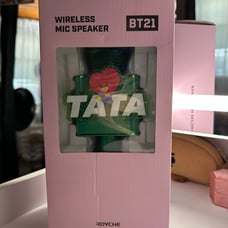 WIRELESS
MIC SPEAKER
BT21
TATA
ROYCHE